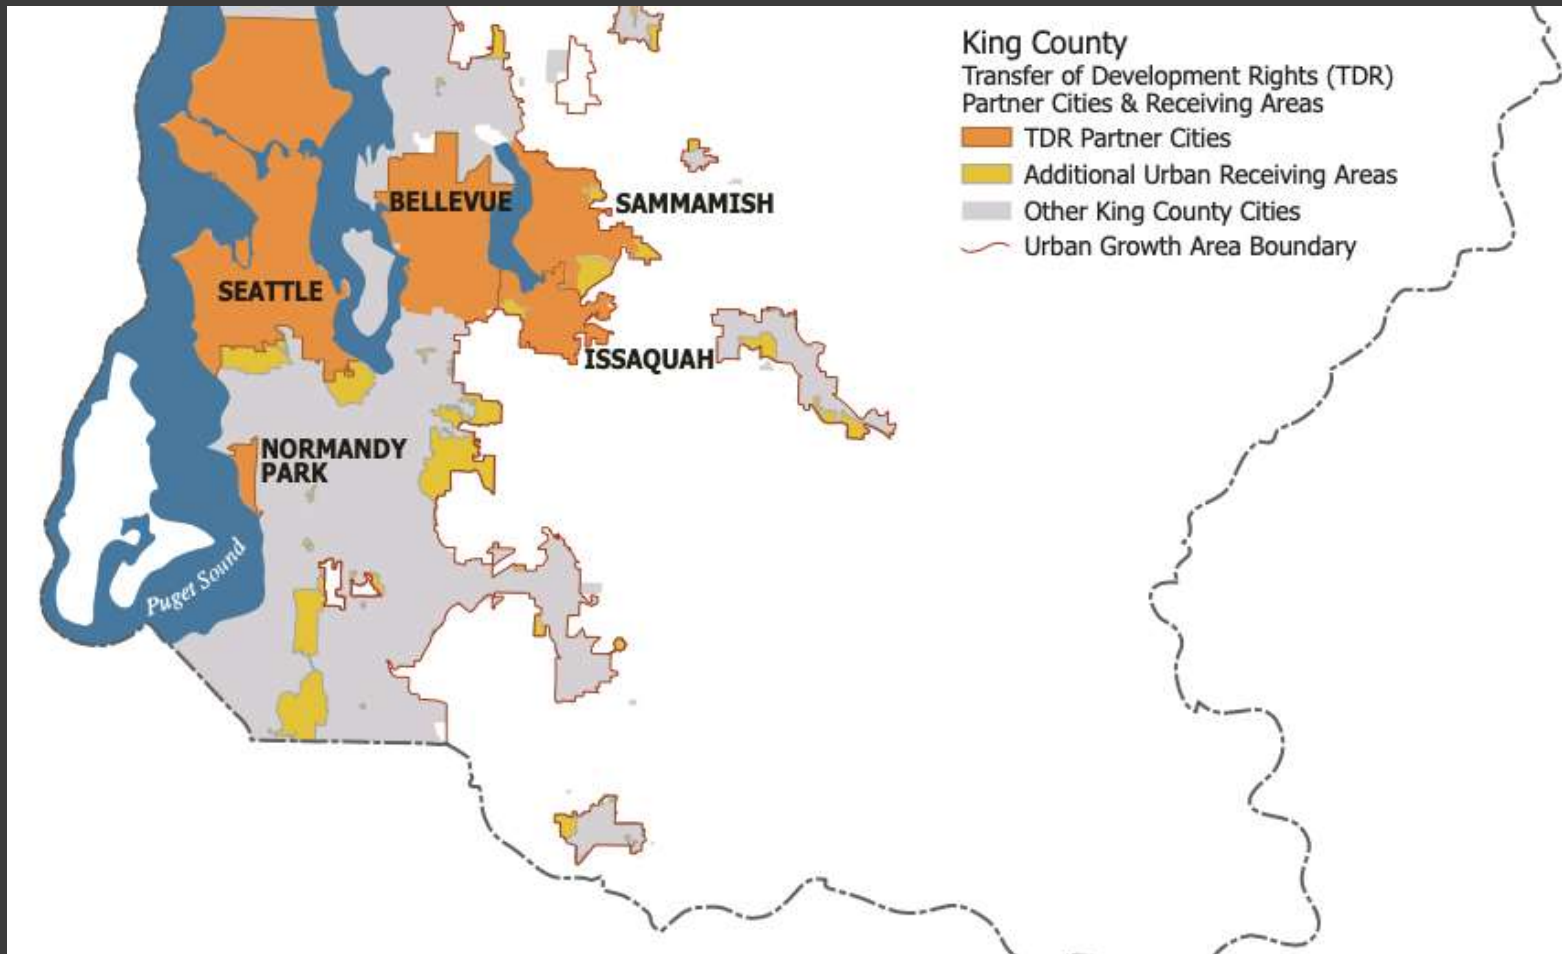 King County
Transfer of Development Rights (TDR)
Partner Cities & Receiving Areas
TDR Partner Cities
Additional Urban Receiving Areas
Other King County Cities
Urban Growth Area Boundary
BELLEVUE
SAMMAMISH
SEATTLE
ISSAQUAH
NORMANDY
PARK
Puget Sound